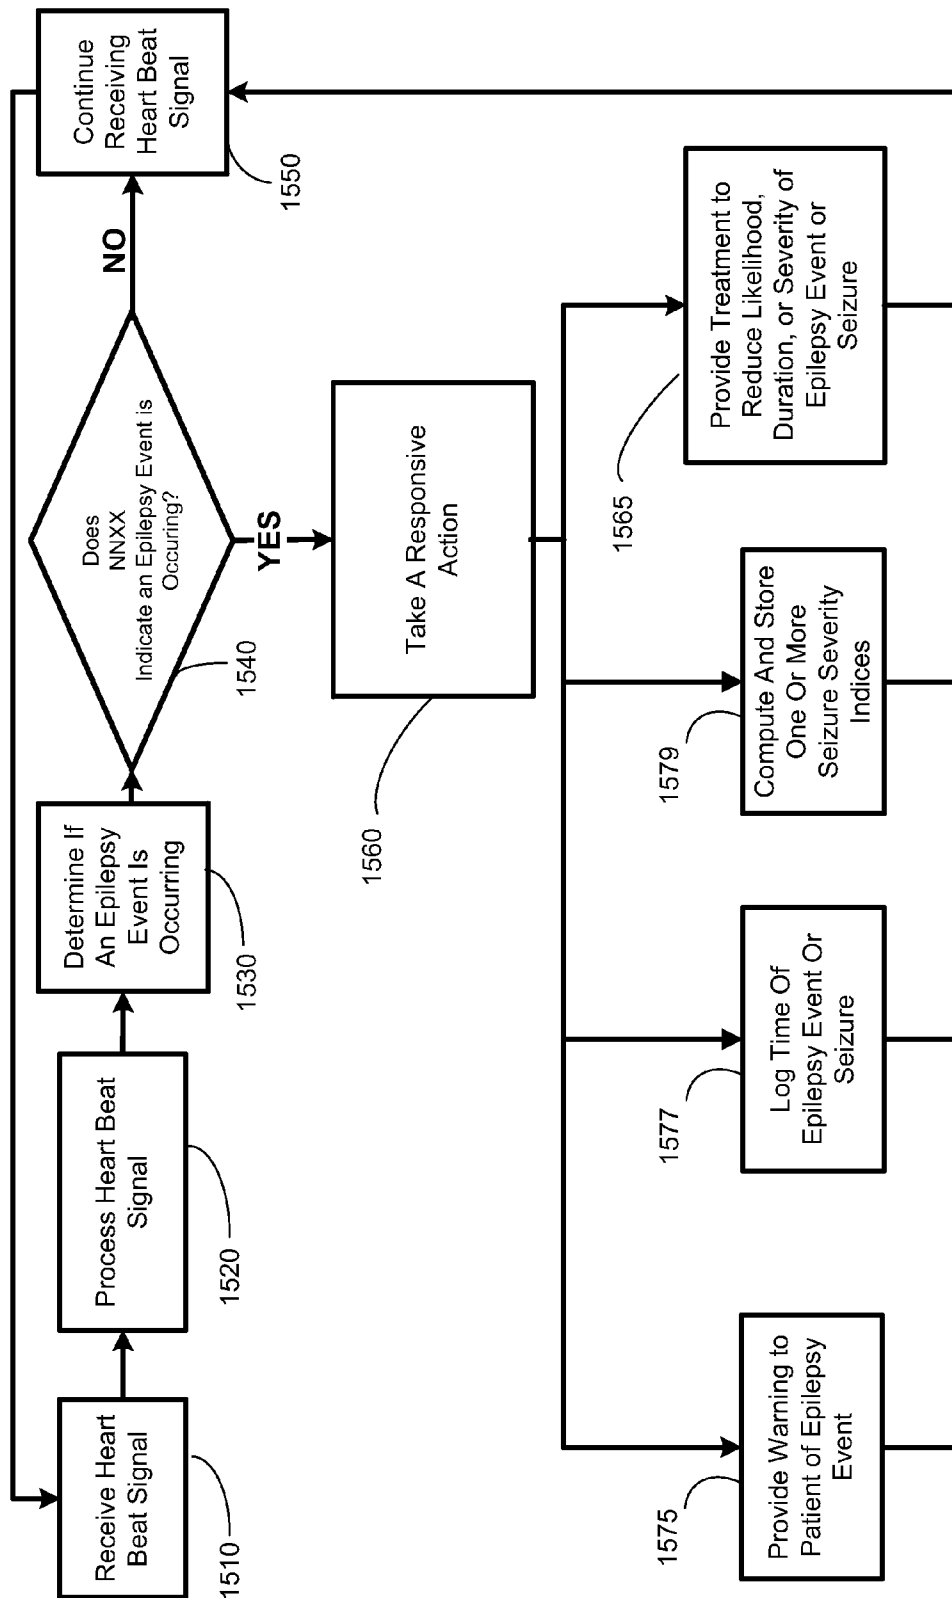 Receive Heart
Beat Signal
1510
Process Heart Beat
Signal
1520
Determine If
An Epilepsy
Event Is
Occurring
1530
Does
NNXX
Indicate an Epilepsy Event is
Occuring?
1540
NO
YES
Continue
Receiving
Heart Beat
Signal
1550
Take A Responsive
Action
1560
Provide Warning to
Patient of Epilepsy
Event
1575
Log Time Of
Epilepsy Event Or
Seizure
1577
Compute And Store
One Or More
Seizure Severity
Indices
1579
Provide Treatment to
Reduce Likelihood,
Duration, or Severity of
Epilepsy Event or
Seizure
1565